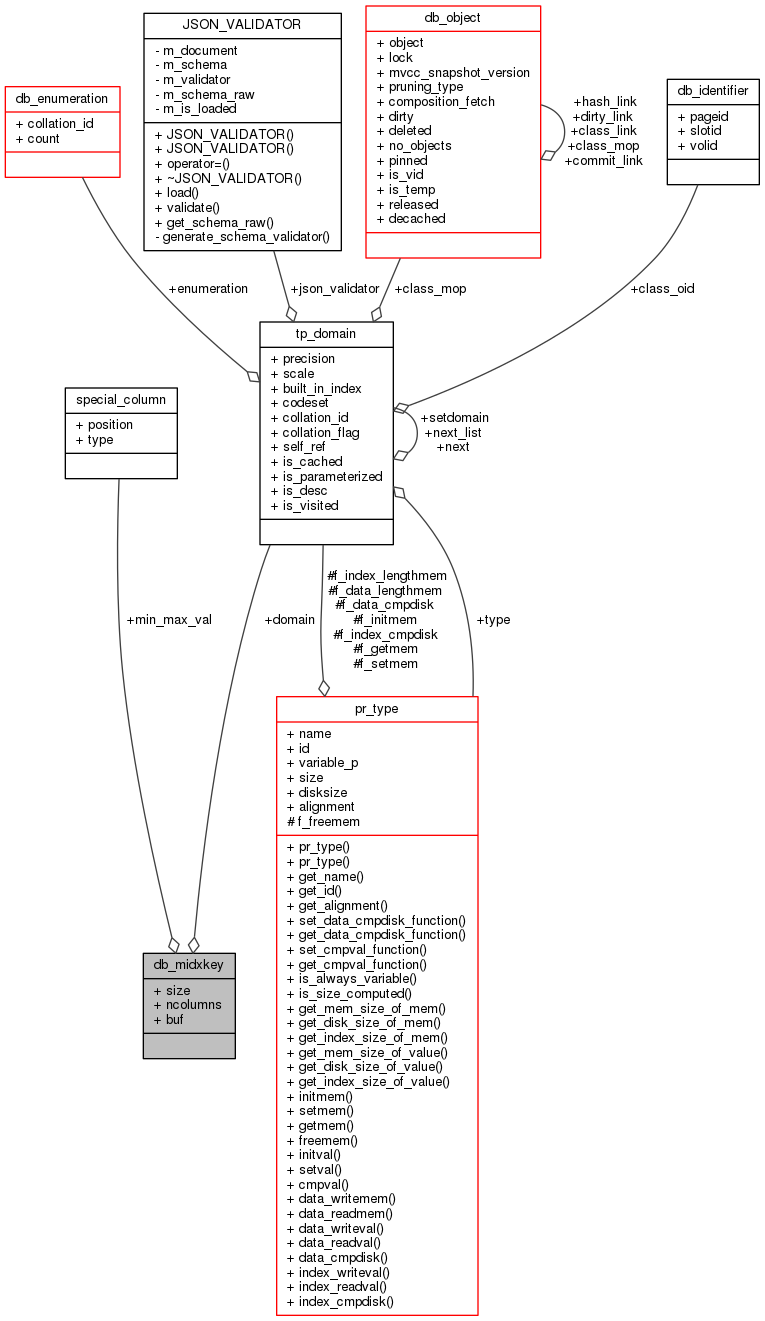 JSON_VALIDATOR
- m_document
- m_schema
- m_validator
- m_schema_raw
- m_is_loaded
+ JSON_VALIDATOR()
+ JSON_VALIDATOR()
+ operator=()
+ ~JSON_VALIDATOR()
+ load()
+ validate()
+ get_schema_raw()
- generate_schema_validator()
db_object
+ object
+ lock
+ mvcc_snapshot_version
+ pruning_type
+ composition_fetch
+ dirty
+ deleted
+ no_objects
+ pinned
+ is_vid
+ is_temp
+ released
+ decached
+hash_link
+dirty_link
+class_link
+class_mop
+commit_link
db_identifier
+ pageid
+ slotid
+ volid
db_enumeration
+ collation_id
+ count
+enumeration
+json_validator
+class_mop
+class_oid
tp_domain
+ precision
+ scale
+ built_in_index
+ codeset
+ collation_id
+ collation_flag
+ self_ref
+ is_cached
+ is_parameterized
+ is_desc
+ is_visited
+setdomain
+next_list
+next
special_column
+ position
+ type
+min_max_val
+domain
#f_index_lengthmem
#f_data_lengthmem
#f_data_cmpdisk
#f_initmem
#f_index_cmpdisk
#f_getmem
#f_setmem
+type
pr_type
+ name
+ id
+ variable_p
+ size
+ disksize
+ alignment
# f_freemem
+ pr_type()
+ pr_type()
+ get_name()
+ get_id()
+ get_alignment()
+ set_data_cmpdisk_function()
+ get_data_cmpdisk_function()
+ set_cmpval_function()
+ get_cmpval_function()
+ is_always_variable()
+ is_size_computed()
+ get_mem_size_of_mem()
+ get_disk_size_of_mem()
+ get_index_size_of_mem()
+ get_mem_size_of_value()
+ get_disk_size_of_value()
+ get_index_size_of_value()
+ initmem()
+ setmem()
+ getmem()
+ freemem()
+ initval()
+ setval()
+ cmpval()
+ data_writemem()
+ data_readmem()
+ data_writeval()
+ data_readval()
+ data_cmpdisk()
+ index_writeval()
+ index_readval()
+ index_cmpdisk()
db_midxkey
+ size
+ ncolumns
+ buf